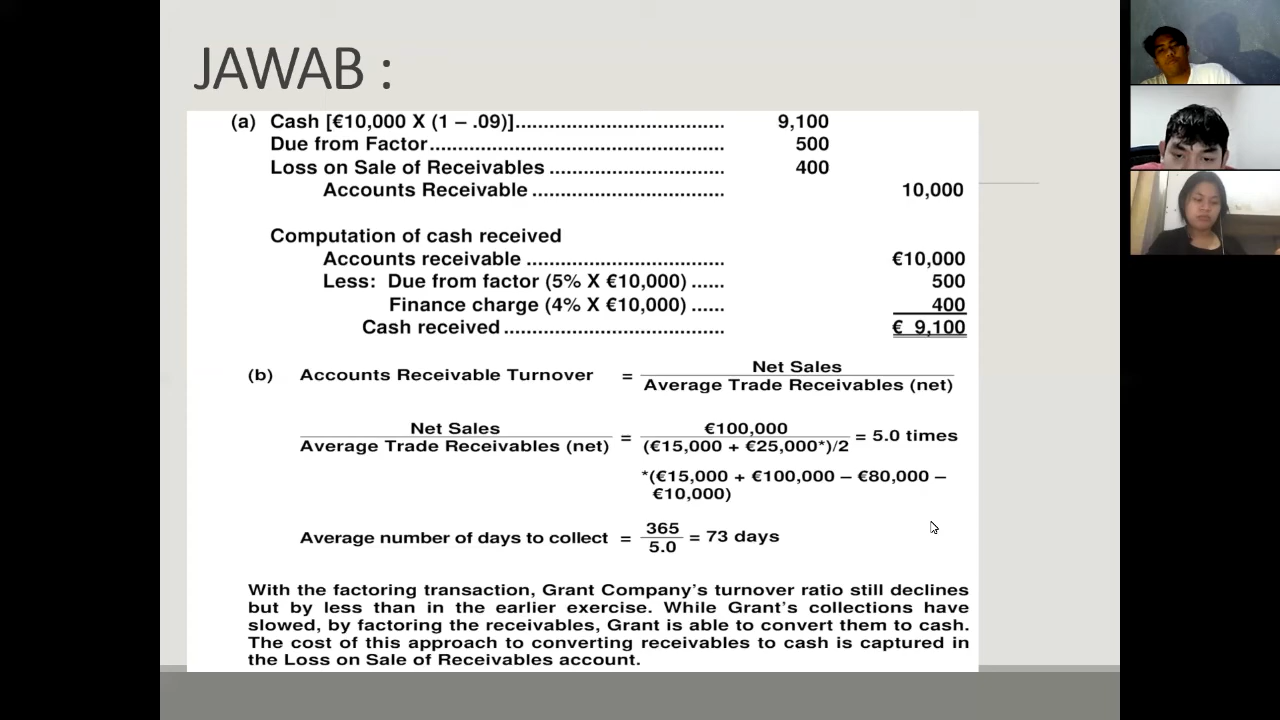 JAWAB :
(a) Cash [€10,000 X (1 – .09)]..................................... 9,100
Due from Factor..................................................... 500
Loss on Sale of Receivables ............................... 400
Accounts Receivable .................................. 10,000
Computation of cash received
Accounts receivable ................................... €10,000
Less: Due from factor (5% X €10,000) ...... 500
Finance charge (4% X €10,000) ...... 400
Cash received ....................................... € 9,100
(b) Accounts Receivable Turnover = Net Sales
Average Trade Receivables (net)
Net Sales
Average Trade Receivables (net) = €100,000
(€15,000 + €25,000*)/2 = 5.0 times
*(€15,000 + €100,000 – €80,000 –
€10,000)
Average number of days to collect = 365
5.0 = 73 days
With the factoring transaction, Grant Company’s turnover ratio still declines
but by less than in the earlier exercise. While Grant’s collections have
slowed, by factoring the receivables, Grant is able to convert them to cash.
The cost of this approach to converting receivables to cash is captured in
the Loss on Sale of Receivables account.